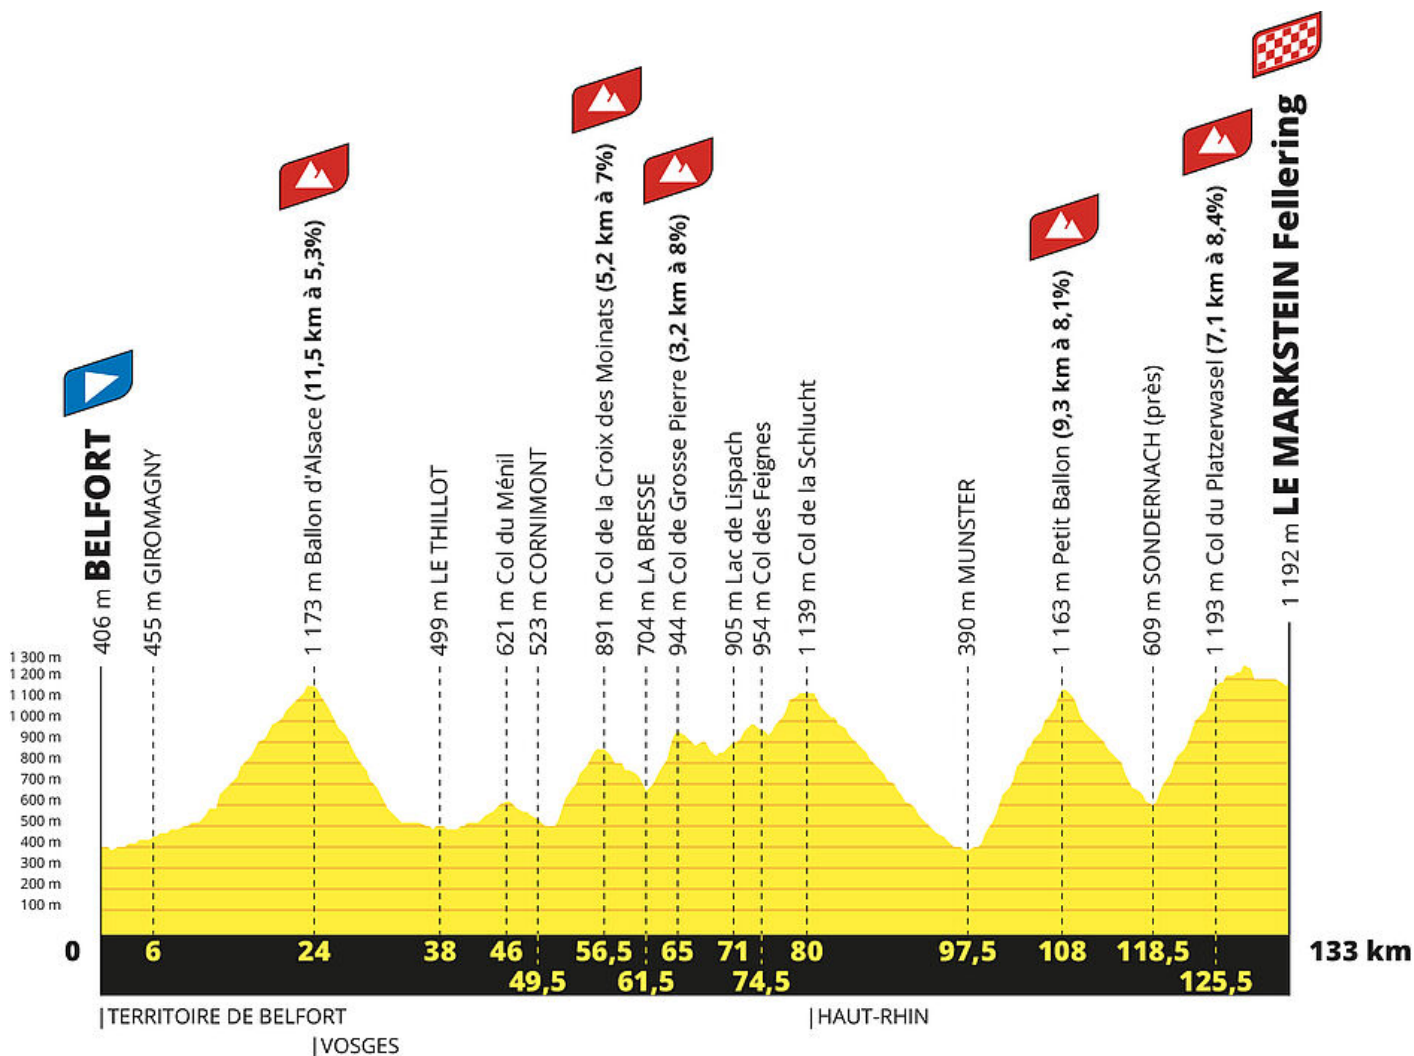 406 m BELFORT
455 m GIROMAGNY
1 173 m Ballon d'Alsace (11,5 km à 5,3%)
499 m LE THILLOT
621 m Col du Ménil
523 m CORNIMONT
891 m Col de la Croix des Moinats (5,2 km à 7%)
704 m LA BRESSE
944 m Col de Grosse Pierre (3,2 km à 8%)
905 m Lac de Lispach
954 m Col des Feignes
1 139 m Col de la Schlucht
390 m MUNSTER
1 163 m Petit Ballon (9,3 km à 8,1%)
609 m SONDERNACH (près)
1 193 m Col du Platzerwasel (7,1 km à 8,4%)
1 192 m LE MARKSTEIN Fellering
1 300 m
1 200 m
1 100 m
1 000 m
900 m
800 m
700 m
600 m
500 m
400 m
300 m
200 m
100 m
0 6 24 38 46 56,5 65 71 80 97,5 108 118,5 133 km
49,5 61,5 74,5 125,5
|TERRITOIRE DE BELFORT |HAUT-RHIN
|VOSGES